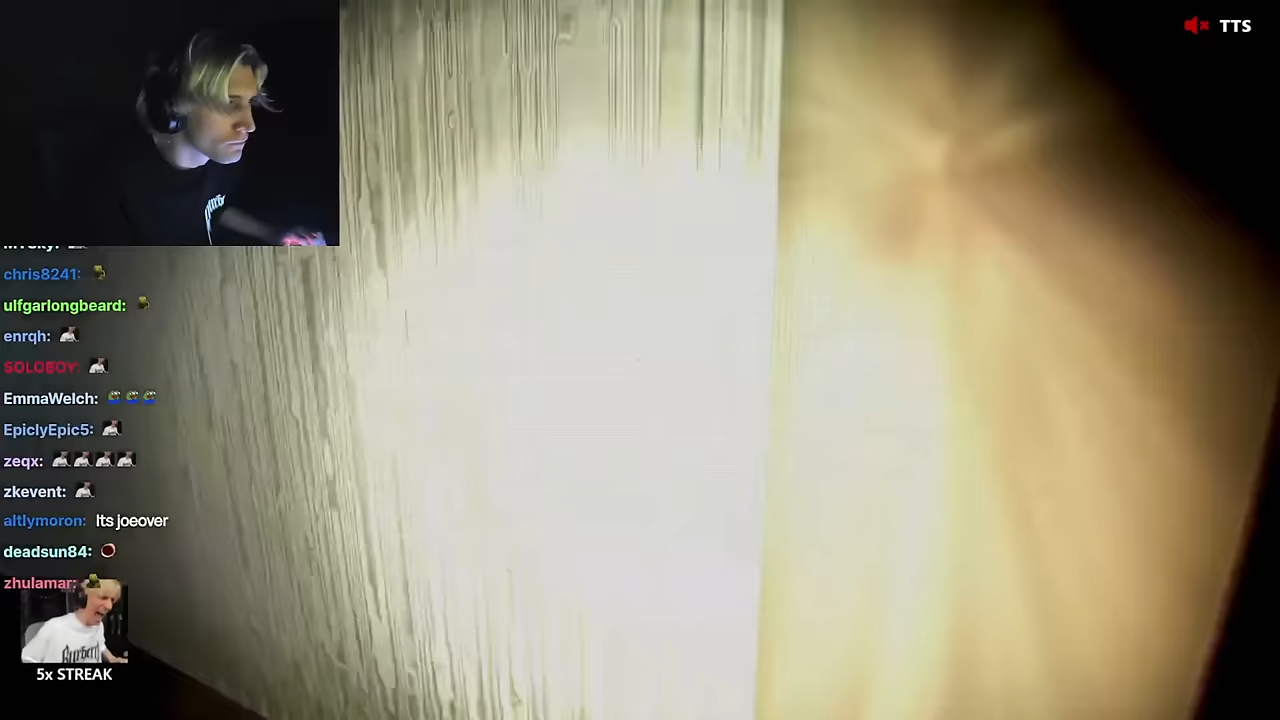 TTS
chris8241:
ulfgarlongbeard:
enrqh:
SOLOBOY:
EmmaWelch:
EpiclyEpic5:
zeqx:
zkevent:
altlymoron: Its joeover
deadsun84:
zhulamar:
5x STREAK